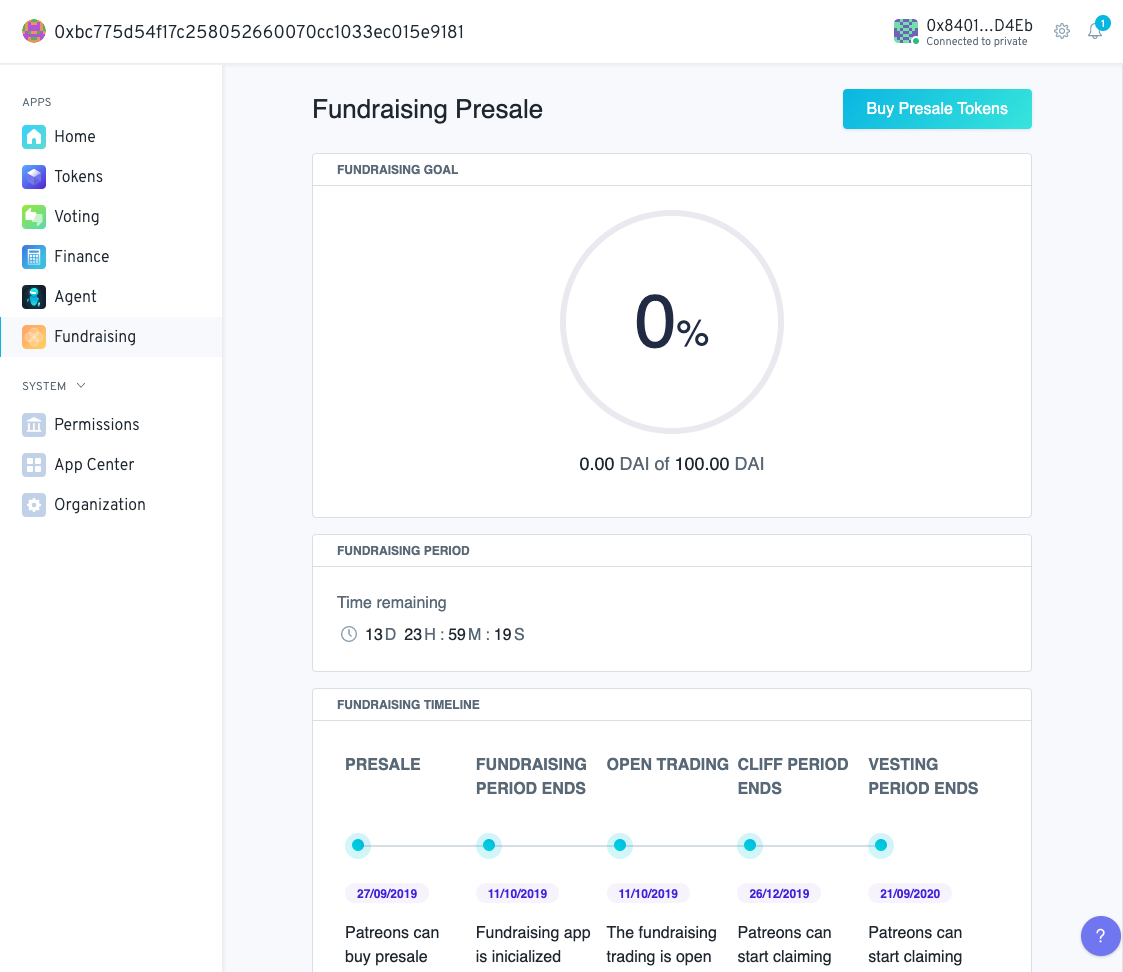 0xbc775d54f17c258052660070cc1033ec015e9181
0x8401...D4Eb
Connected to private
1
APPS
Home
Tokens
Voting
Finance
Agent
Fundraising
SYSTEM
Permissions
App Center
Organization
Fundraising Presale
Buy Presale Tokens
FUNDRAISING GOAL
0%
0.00 DAI of 100.00 DAI
FUNDRAISING PERIOD
Time remaining
13 D 23 H : 59 M : 19 S
FUNDRAISING TIMELINE
PRESALE
FUNDRAISING
PERIOD ENDS
OPEN TRADING
CLIFF PERIOD
ENDS
VESTING
PERIOD ENDS
27/09/2019
11/10/2019
11/10/2019
26/12/2019
21/09/2020
Patreons can
buy presale
Fundraising app
is inicialized
The fundraising
trading is open
Patreons can
start claiming
Patreons can
start claiming
?